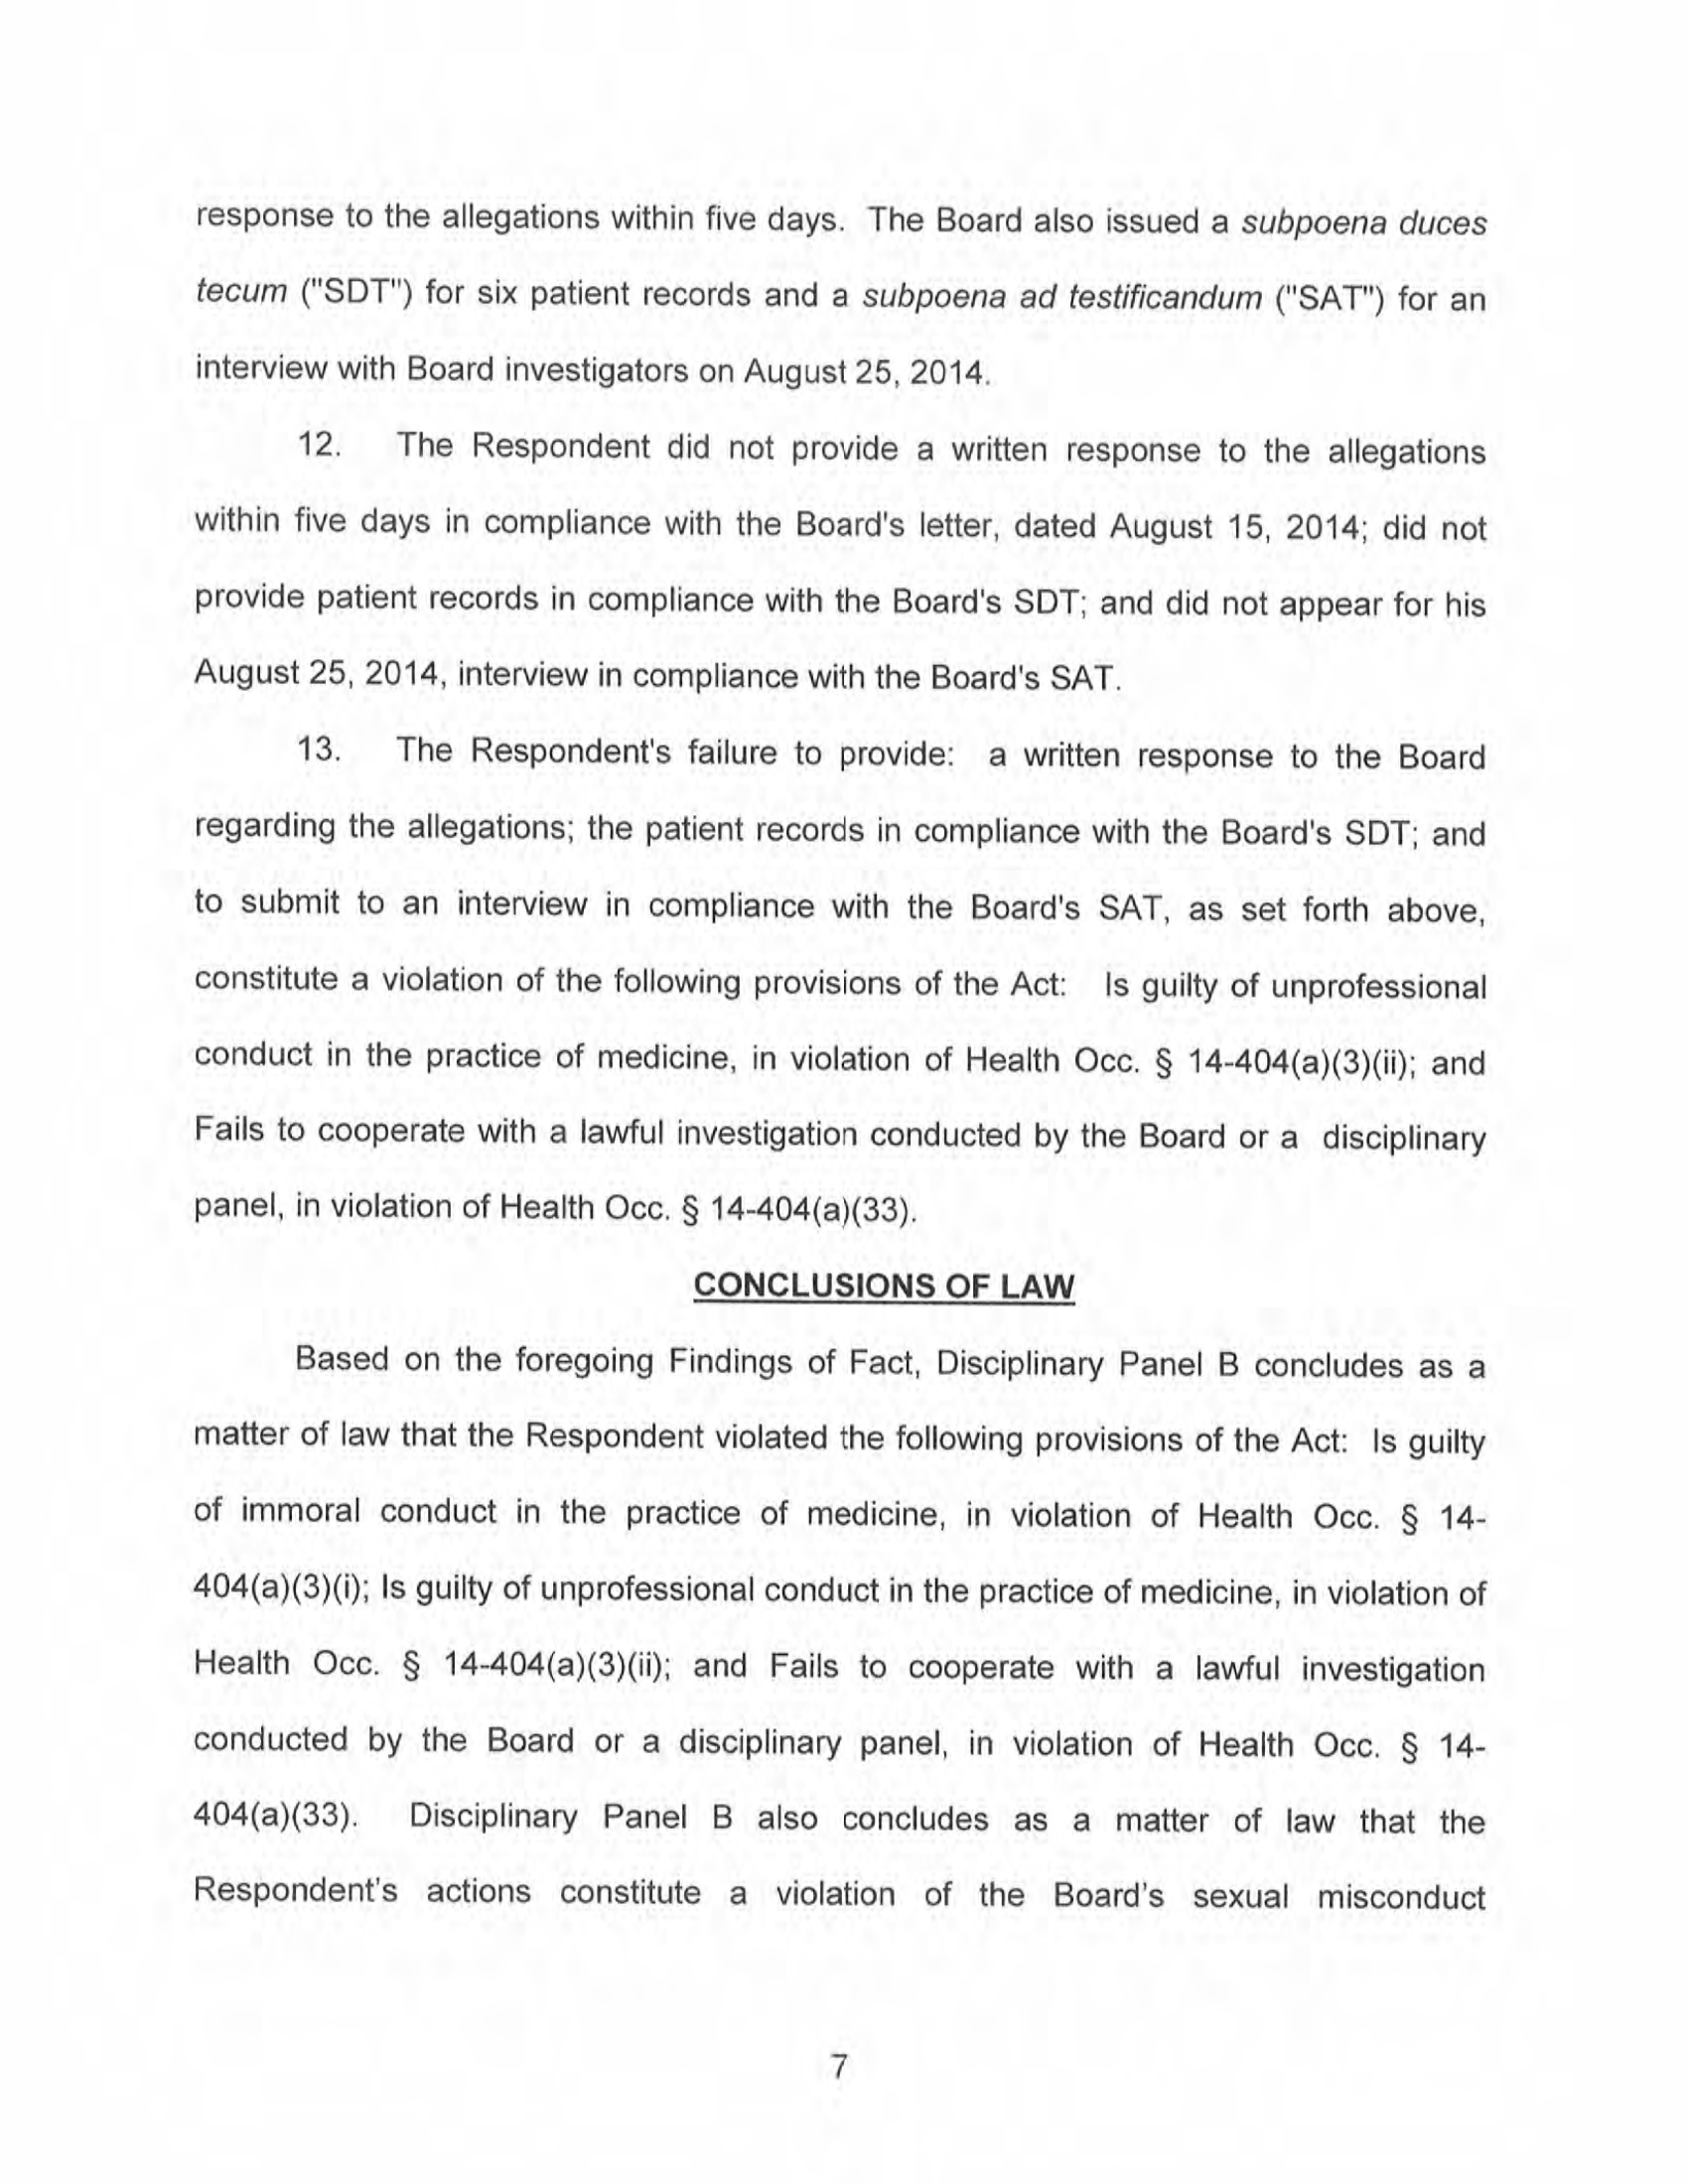 response to the allegations within five days. The Board also issued a subpoena duces
tecum ("SDT") for six patient records and a subpoena ad testificandum ("SAT") for an
interview with Board investigators on August 25, 2014.
12. The Respondent did not provide a written response to the allegations
within five days in compliance with the Board's letter, dated August 15, 2014; did not
provide patient records in compliance with the Board's SDT; and did not appear for his
August 25, 2014, interview in compliance with the Board's SAT.
13. The Respondent's failure to provide: a written response to the Board
regarding the allegations; the patient records in compliance with the Board's SDT; and
to submit to an interview in compliance with the Board's SAT, as set forth above,
constitute a violation of the following provisions of the Act: Is guilty of unprofessional
conduct in the practice of medicine, in violation of Health Occ. § 14-404(a)(3)(ii); and
Fails to cooperate with a lawful investigation conducted by the Board or a disciplinary
panel, in violation of Health Occ. § 14-404(a)(33).
CONCLUSIONS OF LAW
Based on the foregoing Findings of Fact, Disciplinary Panel B concludes as a
matter of law that the Respondent violated the following provisions of the Act: Is guilty
of immoral conduct in the practice of medicine, in violation of Health Occ. § 14-
404(a)(3)(i); Is guilty of unprofessional conduct in the practice of medicine, in violation of
Health Occ. § 14-404(a)(3)(ii); and Fails to cooperate with a lawful investigation
conducted by the Board or a disciplinary panel, in violation of Health Occ. § 14-
404(a)(33). Disciplinary Panel B also concludes as a matter of law that the
Respondent's actions constitute a violation of the Board's sexual misconduct
7